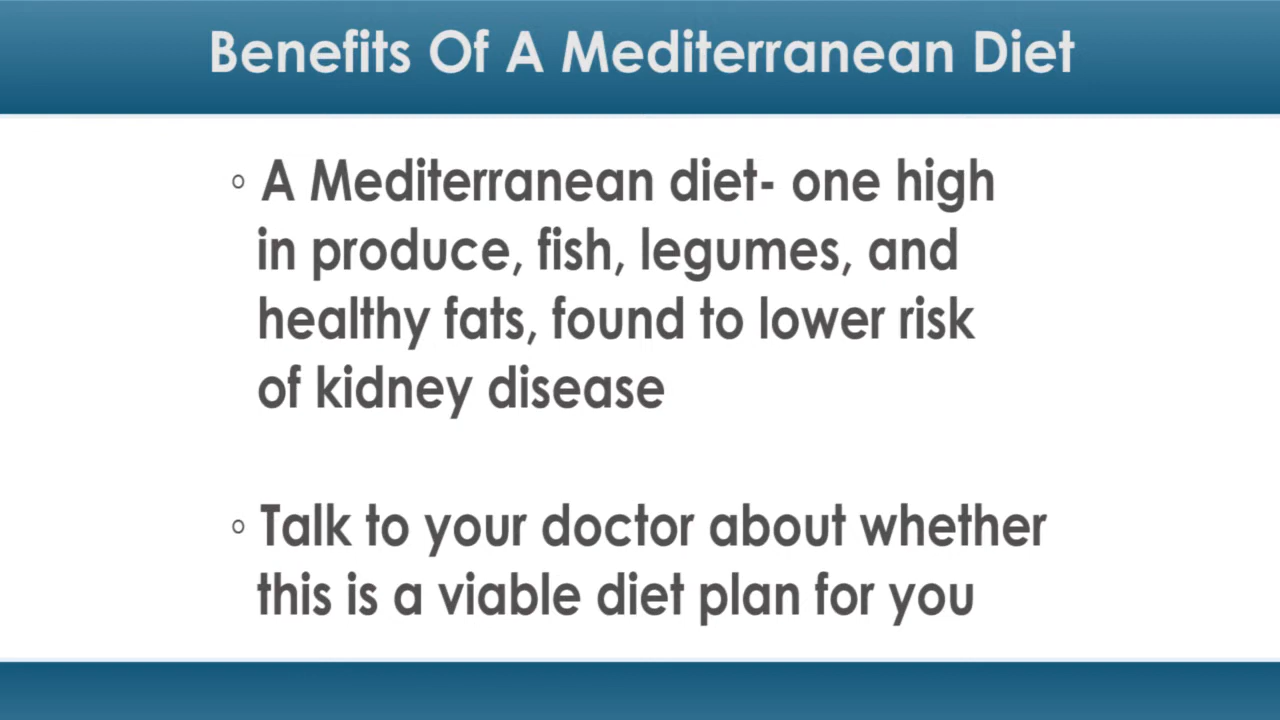 Benefits Of A Mediterranean Diet
◦ A Mediterranean diet- one high
in produce, fish, legumes, and
healthy fats, found to lower risk
of kidney disease
◦ Talk to your doctor about whether
this is a viable diet plan for you